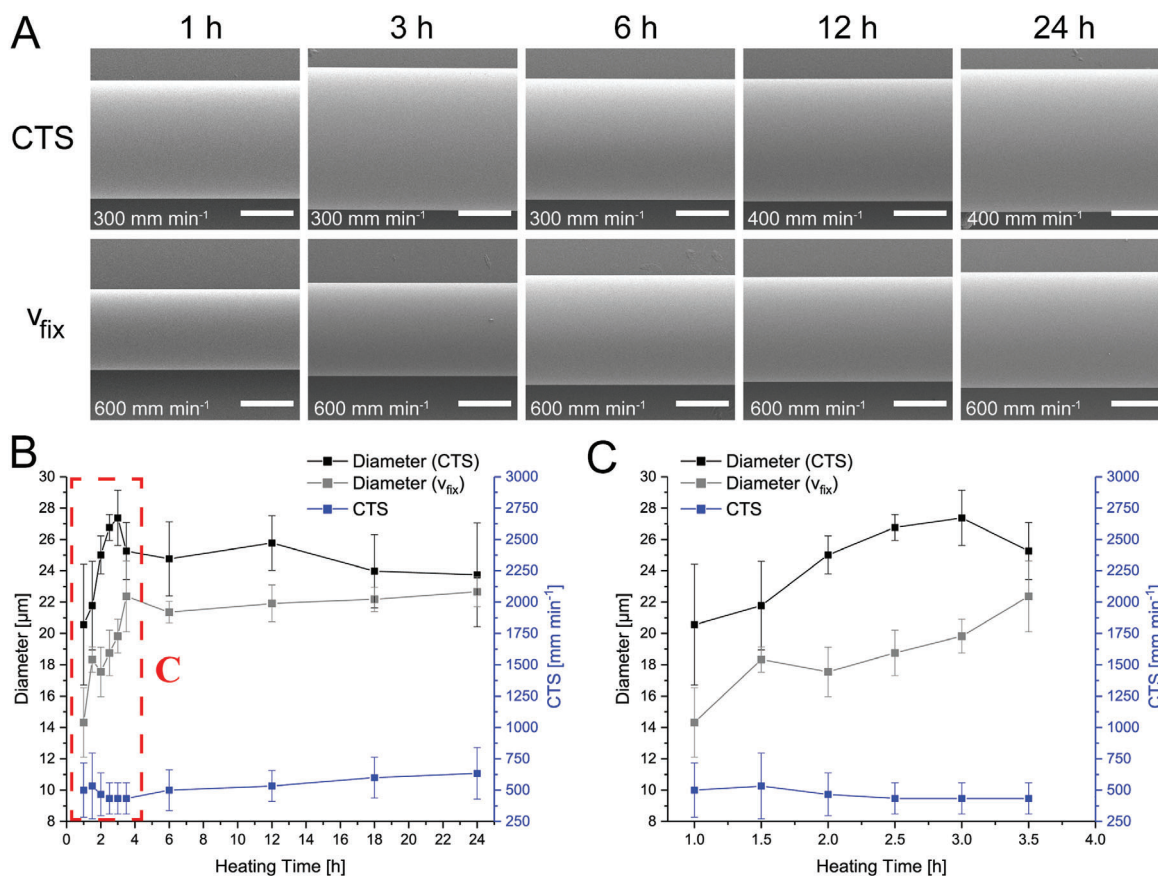 A
1 h 3 h 6 h 12 h 24 h
CTS
300 mm min⁻¹ 300 mm min⁻¹ 300 mm min⁻¹ 400 mm min⁻¹ 400 mm min⁻¹
v_fix
600 mm min⁻¹ 600 mm min⁻¹ 600 mm min⁻¹ 600 mm min⁻¹ 600 mm min⁻¹
B
Diameter (CTS)
Diameter (v_fix)
CTS
Diameter [µm]
30
28
26
24
22
20
18
16
14
12
10
8
C
3000
2750
2500
2250
2000
1750
1500
1250
1000
750
500
250
CTS [mm min⁻¹]
0 2 4 6 8 10 12 14 16 18 20 22 24
Heating Time [h]
C
Diameter (CTS)
Diameter (v_fix)
CTS
Diameter [µm]
30
28
26
24
22
20
18
16
14
12
10
8
3000
2750
2500
2250
2000
1750
1500
1250
1000
750
500
250
CTS [mm min⁻¹]
1.0 1.5 2.0 2.5 3.0 3.5 4.0
Heating Time [h]